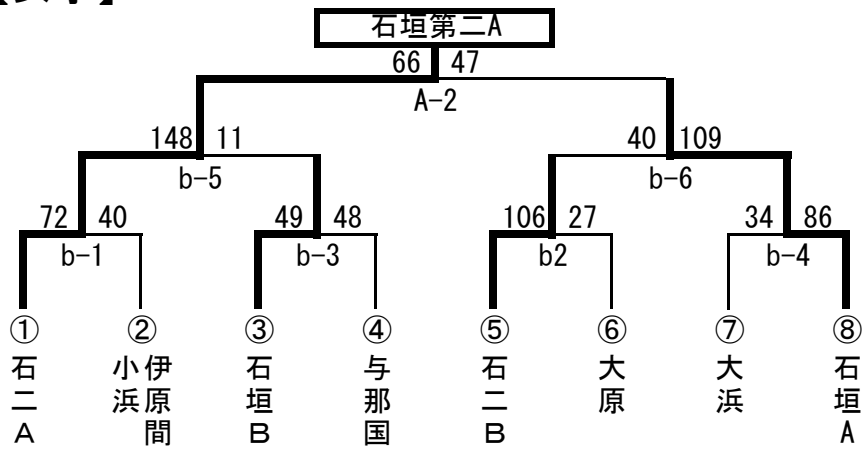 石垣第二A
66 47
A-2
148 11
40 109
b-5
b-6
72 40
49 48
106 27
34 86
b-1
b-3
b2
b-4
① ② ③ ④ ⑤ ⑥ ⑦ ⑧
石二A
伊原間
小浜
石垣B
与那国
石二B
大原
大浜
石垣A